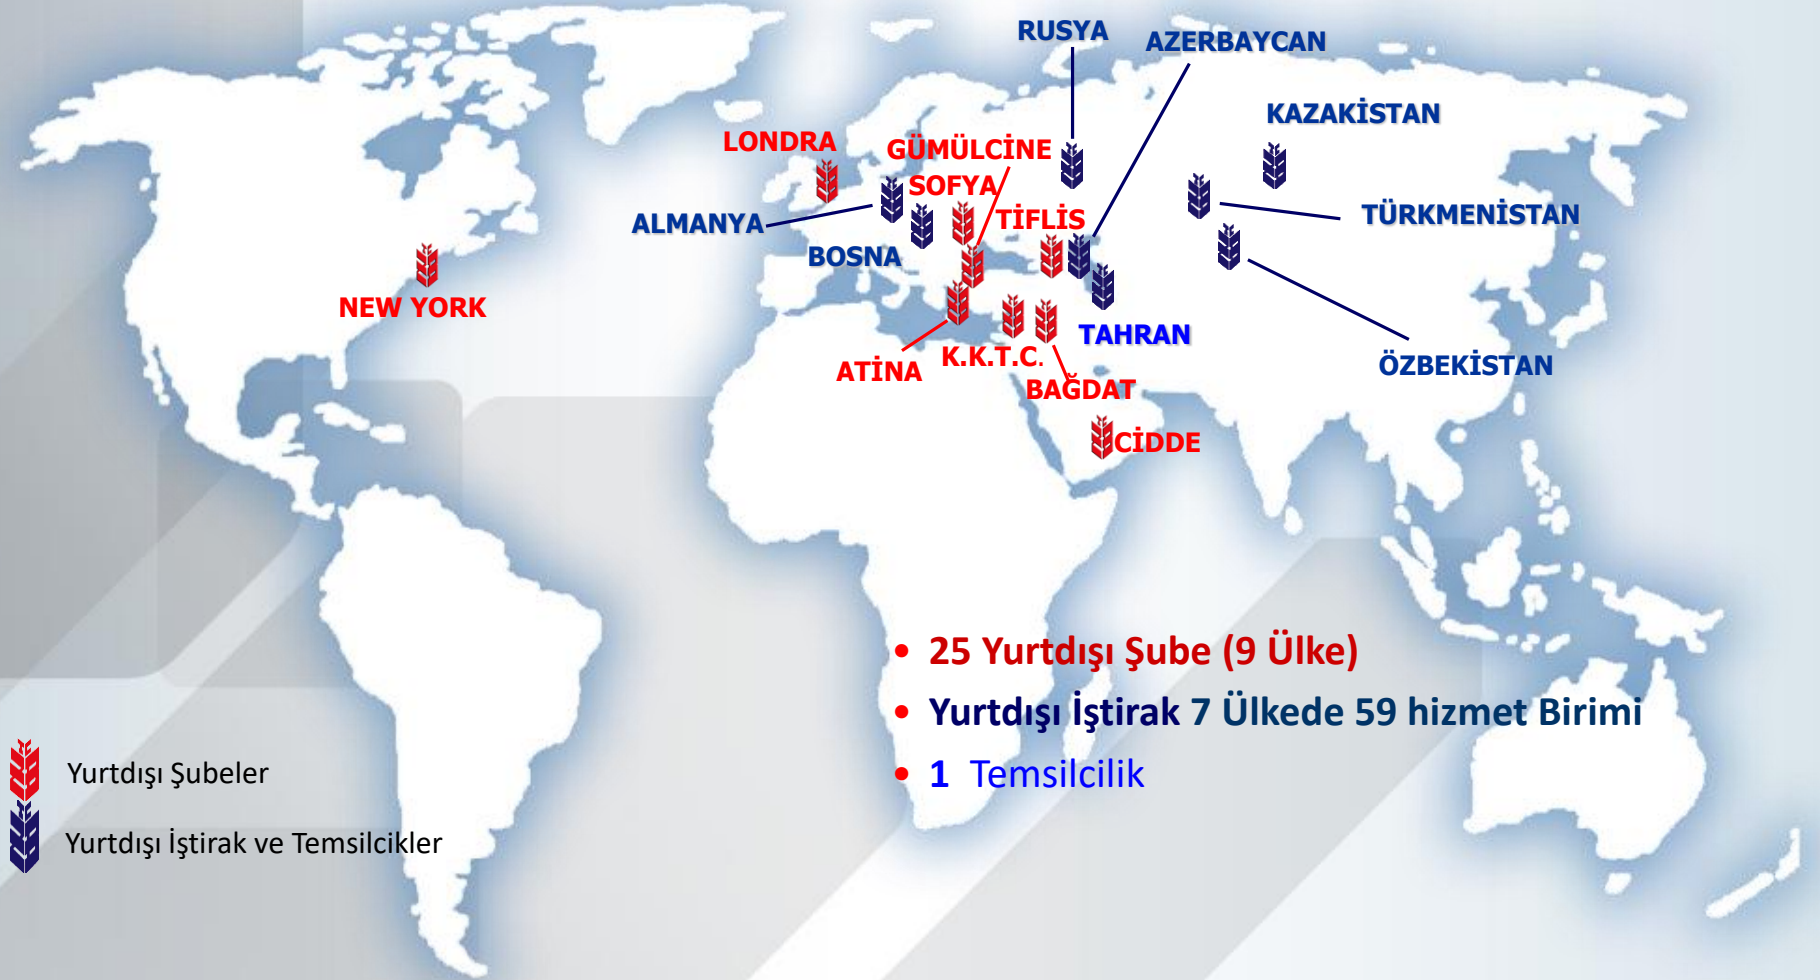 RUSYA
AZERBAYCAN
KAZAKİSTAN
LONDRA
GÜMÜLCİNE
SOFYA
ALMANYA
TİFLİS
TÜRKMENİSTAN
BOSNA
NEW YORK
TAHRAN
ATİNA
K.K.T.C.
ÖZBEKİSTAN
BAĞDAT
CİDDE
• 25 Yurtdışı Şube (9 Ülke)
• Yurtdışı İştirak 7 Ülkede 59 hizmet Birimi
• 1 Temsilcilik
Yurtdışı Şubeler
Yurtdışı İştirak ve Temsilcikler